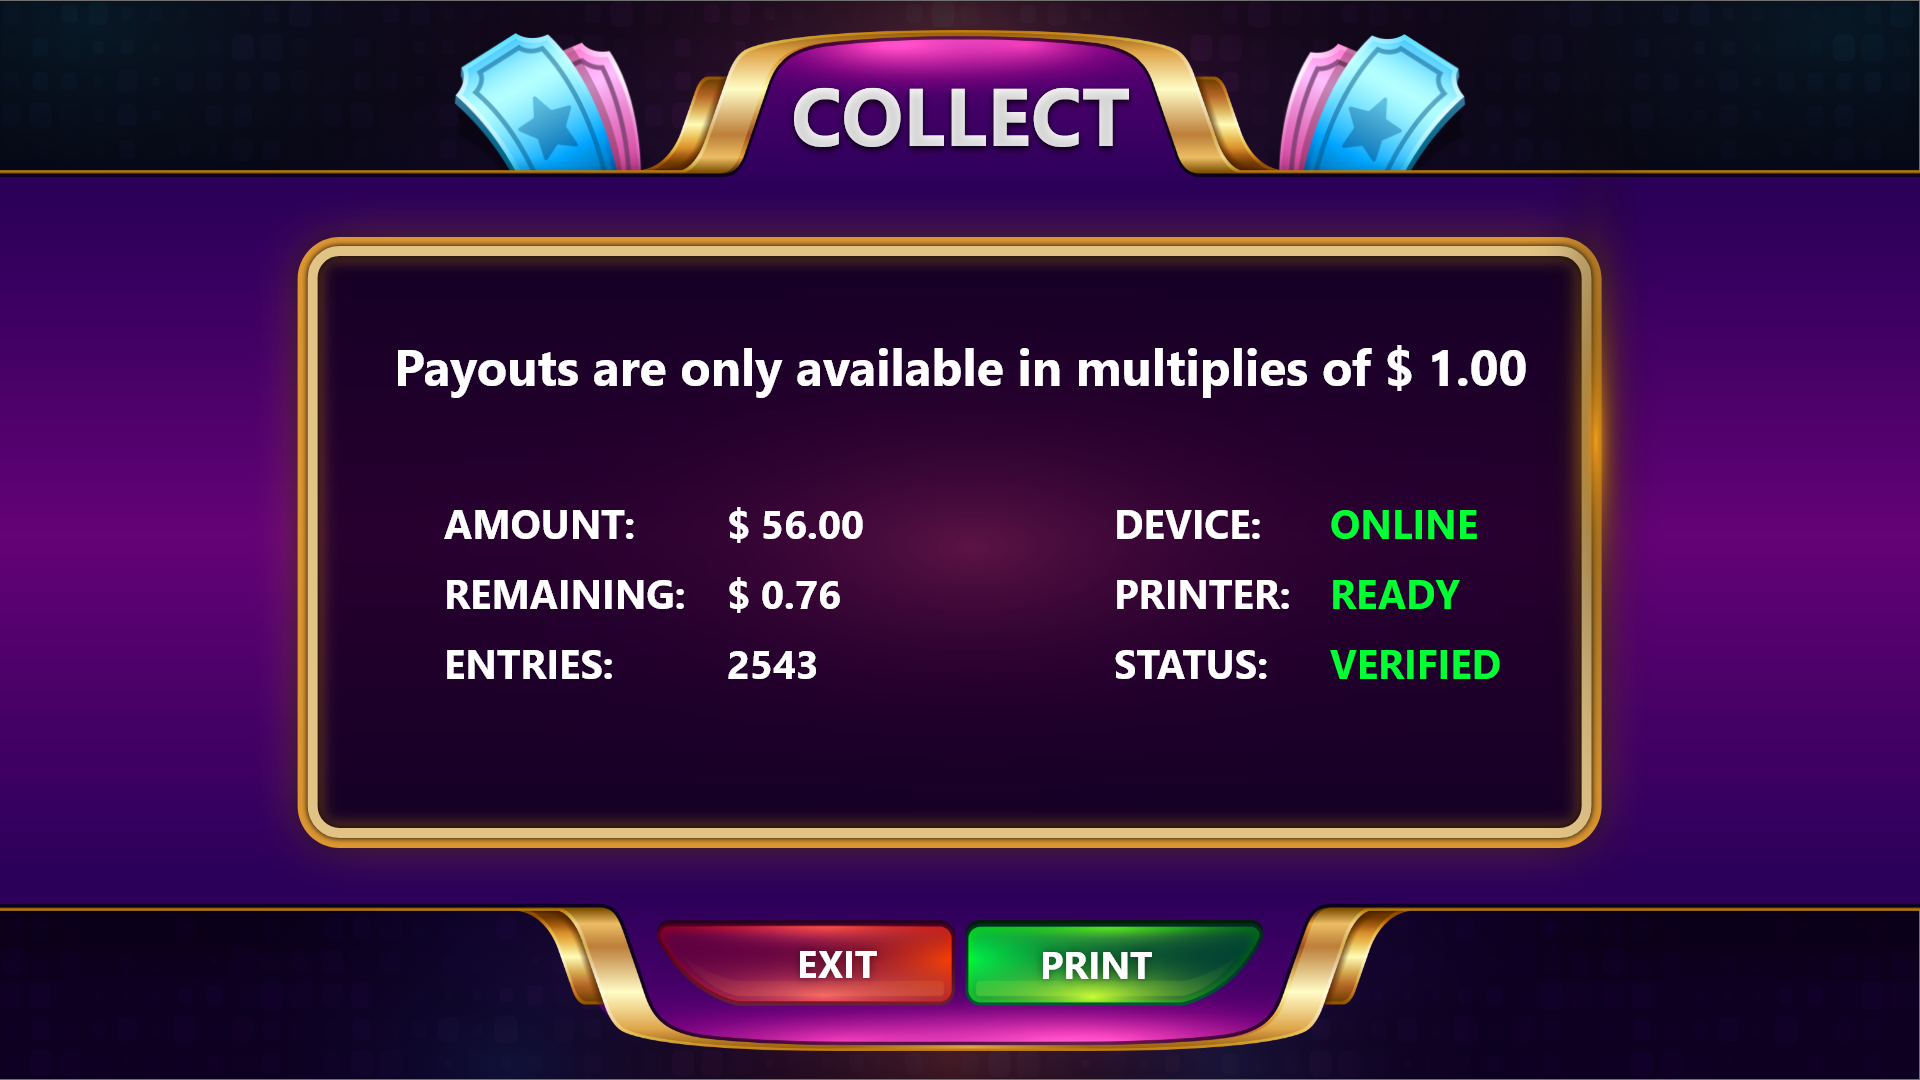 COLLECT
Payouts are only available in multiplies of $ 1.00
AMOUNT: $ 56.00 DEVICE: ONLINE
REMAINING: $ 0.76 PRINTER: READY
ENTRIES: 2543 STATUS: VERIFIED
EXIT PRINT